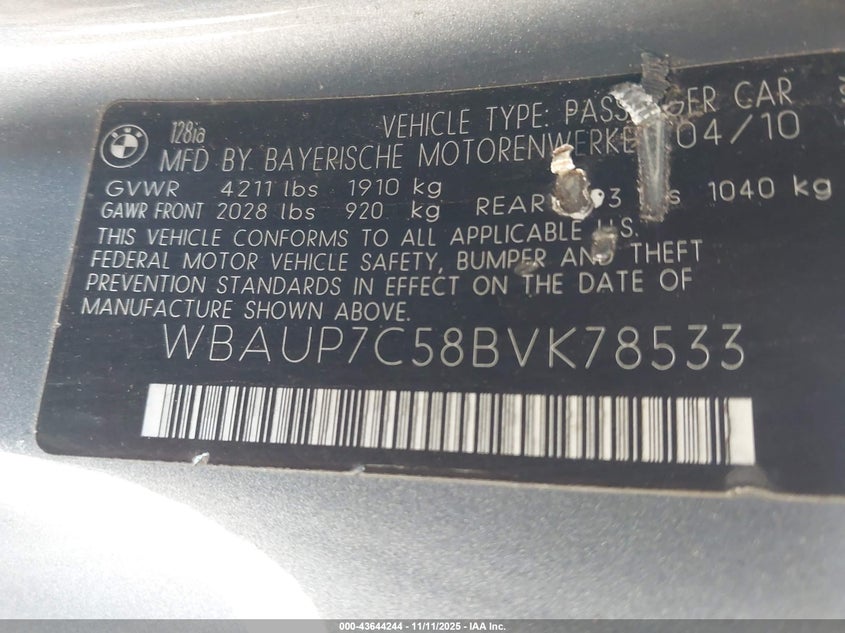 BMW
128ia
VEHICLE TYPE: PASSENGER CAR
MFD BY BAYERISCHE MOTORENWERKE 04/10
GVWR 4211 lbs 1910 kg
GAWR FRONT 2028 lbs 920 kg REAR 1040 kg
THIS VEHICLE CONFORMS TO ALL APPLICABLE U.S.
FEDERAL MOTOR VEHICLE SAFETY, BUMPER AND THEFT
PREVENTION STANDARDS IN EFFECT ON THE DATE OF
MANUFACTURE SHOWN ABOVE.
WBAUP7C58BVK78533
000-43644244 - 11/11/2025 - IAA Inc.